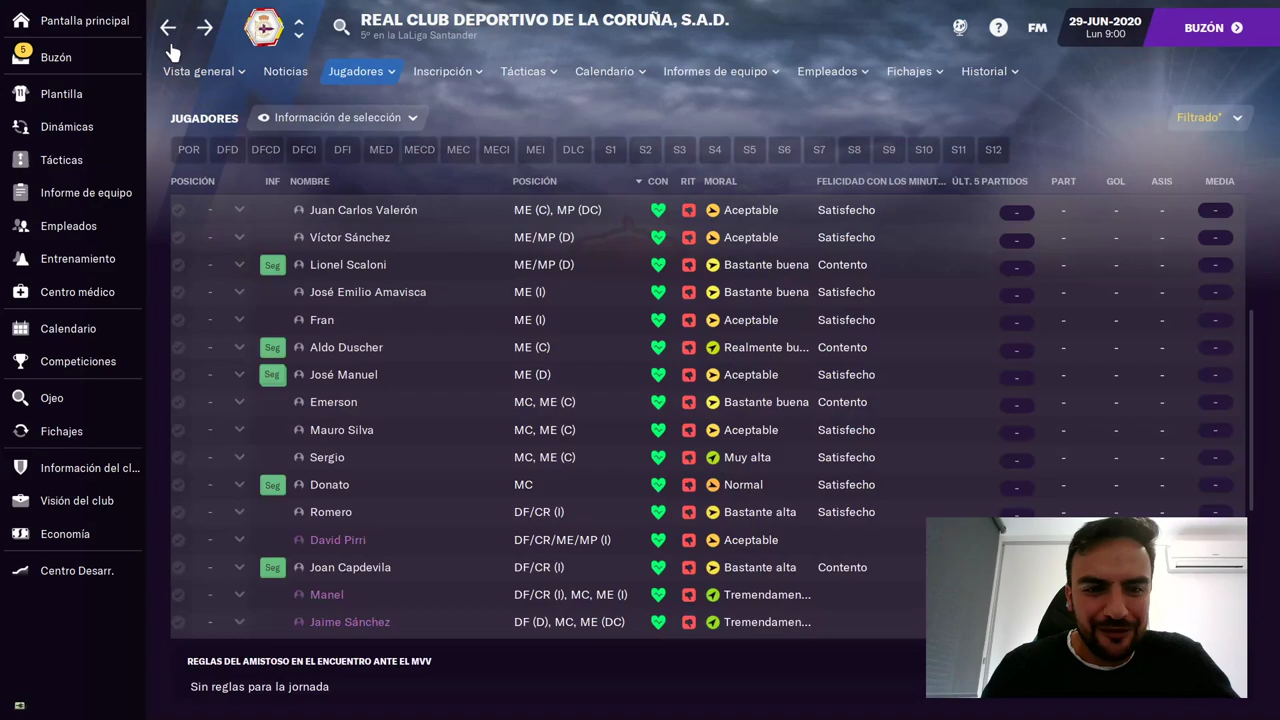 Pantalla principal
5
Buzón
Plantilla
Dinámicas
Tácticas
Informe de equipo
Empleados
Entrenamiento
Centro médico
Calendario
Competiciones
Ojeo
Fichajes
Información del cl...
Visión del club
Economía
Centro Desarr.
REAL CLUB DEPORTIVO DE LA CORUÑA, S.A.D.
5º en la LaLiga Santander
FM
29-JUN-2020
Lun 9:00
BUZÓN
Vista general Noticias Jugadores Inscripción Tácticas Calendario Informes de equipo Empleados Fichajes Historial
JUGADORES Información de selección Filtrado*
POR DFD DFCD DFCI DFI MED MECD MEC MECI MEI DLC S1 S2 S3 S4 S5 S6 S7 S8 S9 S10 S11 S12
POSICIÓN INF NOMBRE POSICIÓN CON RIT MORAL FELICIDAD CON LOS MINUT... ÚLT. 5 PARTIDOS PART GOL ASIS MEDIA
- Juan Carlos Valerón ME (C), MP (DC) Aceptable Satisfecho - - - - -
- Víctor Sánchez ME/MP (D) Aceptable Satisfecho - - - - -
- Seg Lionel Scaloni ME/MP (D) Bastante buena Contento - - - - -
- José Emilio Amavisca ME (I) Bastante buena Satisfecho - - - - -
- Fran ME (I) Aceptable Satisfecho - - - - -
- Seg Aldo Duscher ME (C) Realmente bu... Contento - - - - -
- Seg José Manuel ME (D) Aceptable Satisfecho - - - - -
- Emerson MC, ME (C) Bastante buena Contento - - - - -
- Mauro Silva MC, ME (C) Aceptable Satisfecho - - - - -
- Sergio MC, ME (C) Muy alta Satisfecho - - - - -
- Seg Donato MC Normal Satisfecho - - - - -
- Romero DF/CR (I) Bastante alta Satisfecho - - - - -
- David Pirri DF/CR/ME/MP (I) Aceptable
- Seg Joan Capdevila DF/CR (I) Bastante alta Contento
- Manel DF/CR (I), MC, ME (I) Tremendamen...
- Jaime Sánchez DF (D), MC, ME (DC) Tremendamen...
REGLAS DEL AMISTOSO EN EL ENCUENTRO ANTE EL MVV
Sin reglas para la jornada